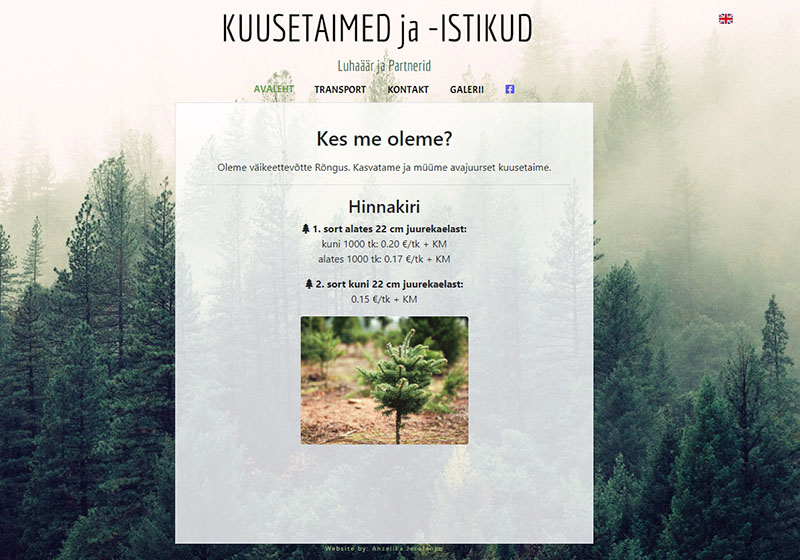 KUUSETAIMED ja -ISTIKUD
Luhaäär ja Partnerid
AVALEHT TRANSPORT KONTAKT GALERII
Kes me oleme?
Oleme väikeettevõtte Rõngus. Kasvatame ja müüme avajuurset kuusetaime.
Hinnakiri
1. sort alates 22 cm juurekaelast:
kuni 1000 tk: 0.20 €/tk + KM
alates 1000 tk: 0.17 €/tk + KM
2. sort kuni 22 cm juurekaelast:
0.15 €/tk + KM
Website by: Anzelika